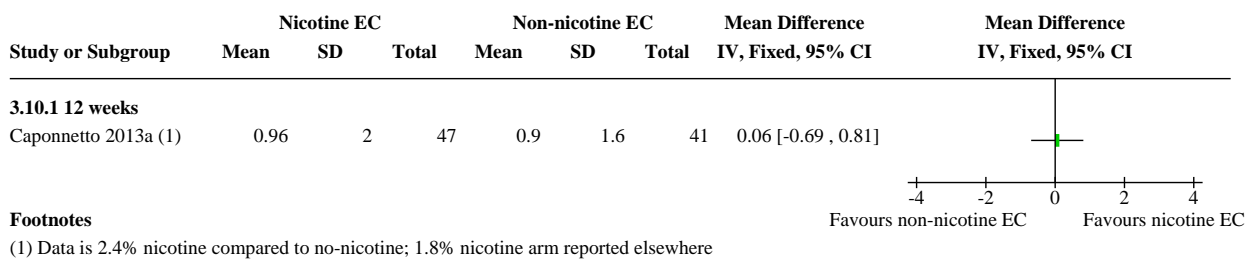 Nicotine EC Non-nicotine EC Mean Difference Mean Difference
Study or Subgroup Mean SD Total Mean SD Total IV, Fixed, 95% CI IV, Fixed, 95% CI
3.10.1 12 weeks
Caponnetto 2013a (1) 0.96 2 47 0.9 1.6 41 0.06 [-0.69 , 0.81]
-4 -2 0 2 4
Footnotes Favours non-nicotine EC Favours nicotine EC
(1) Data is 2.4% nicotine compared to no-nicotine; 1.8% nicotine arm reported elsewhere